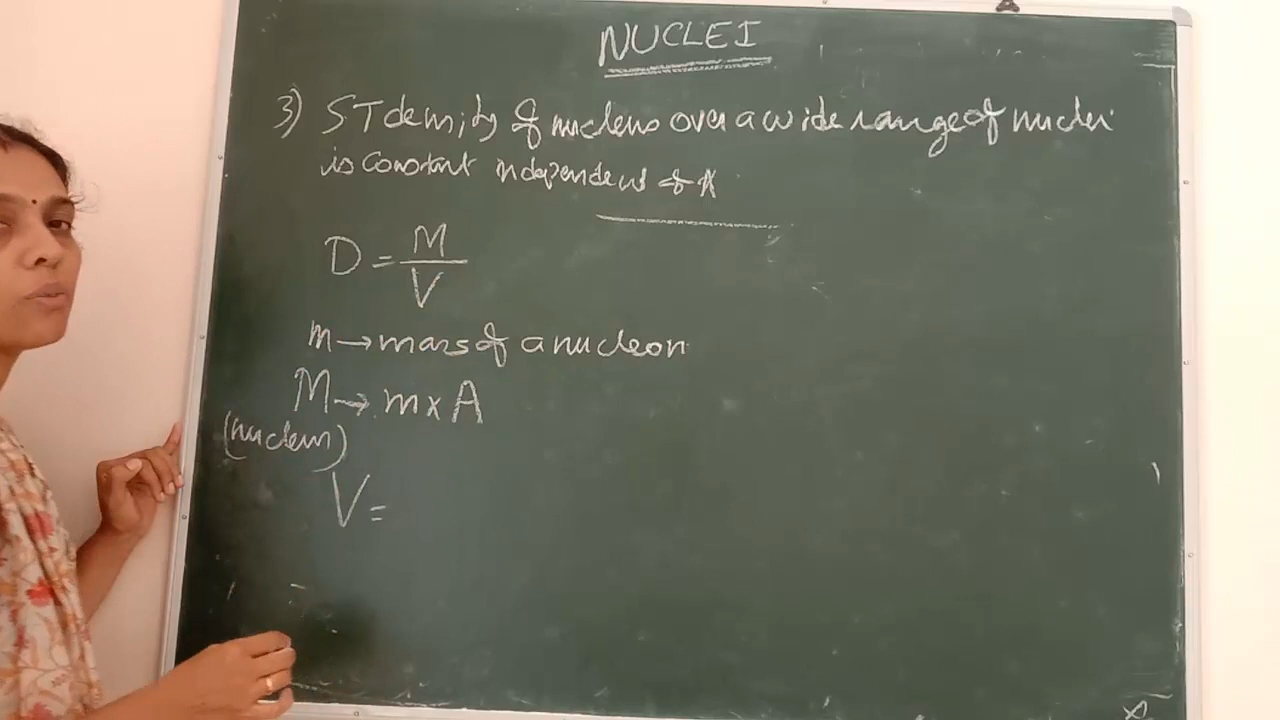 NUCLEI
3) ST density of nucleus over a wide range of nuclei
is constant independent of A
D = M/V
m → mass of a nucleon
M → m x A
(nucleus)
V =